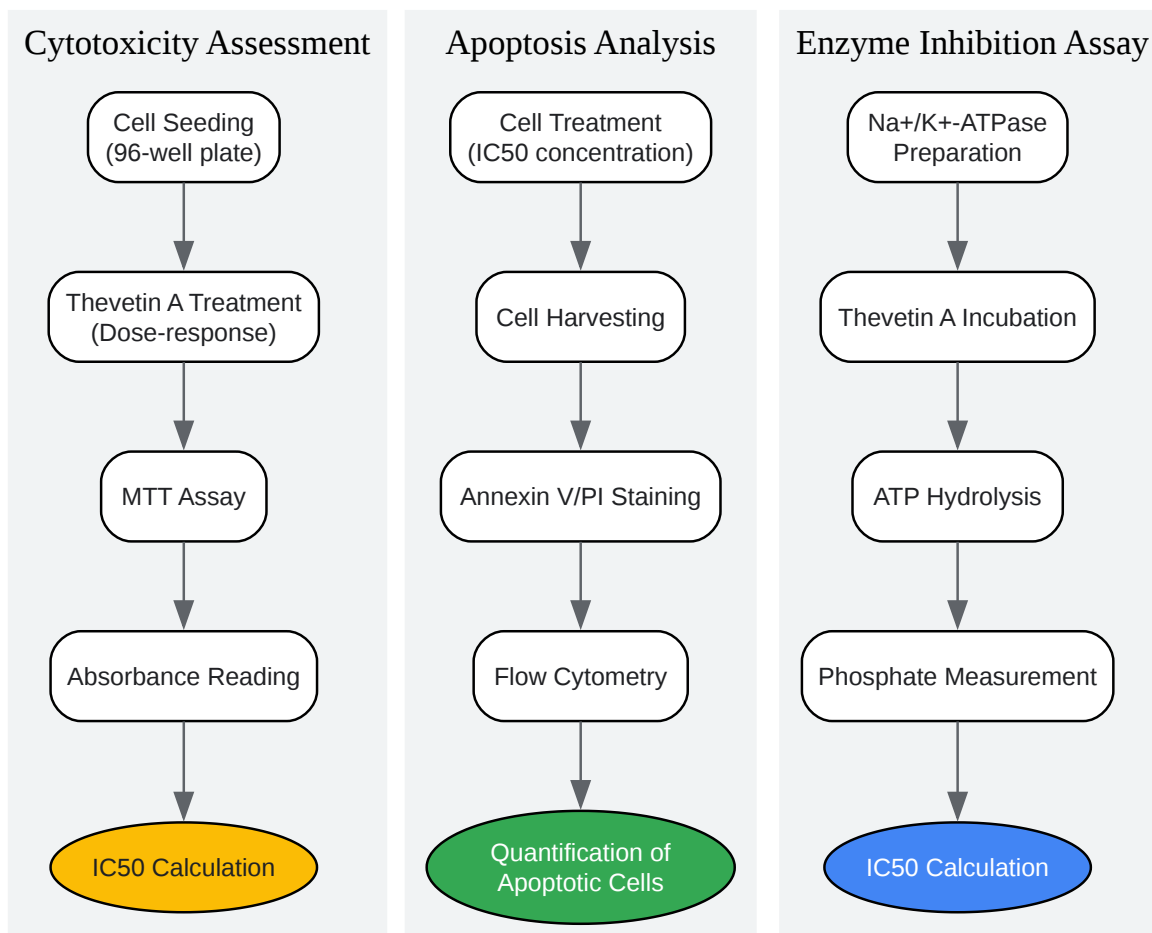 Cytotoxicity Assessment
Cell Seeding
(96-well plate)
Thevetin A Treatment
(Dose-response)
MTT Assay
Absorbance Reading
IC50 Calculation
Apoptosis Analysis
Cell Treatment
(IC50 concentration)
Cell Harvesting
Annexin V/PI Staining
Flow Cytometry
Quantification of
Apoptotic Cells
Enzyme Inhibition Assay
Na+/K+-ATPase
Preparation
Thevetin A Incubation
ATP Hydrolysis
Phosphate Measurement
IC50 Calculation